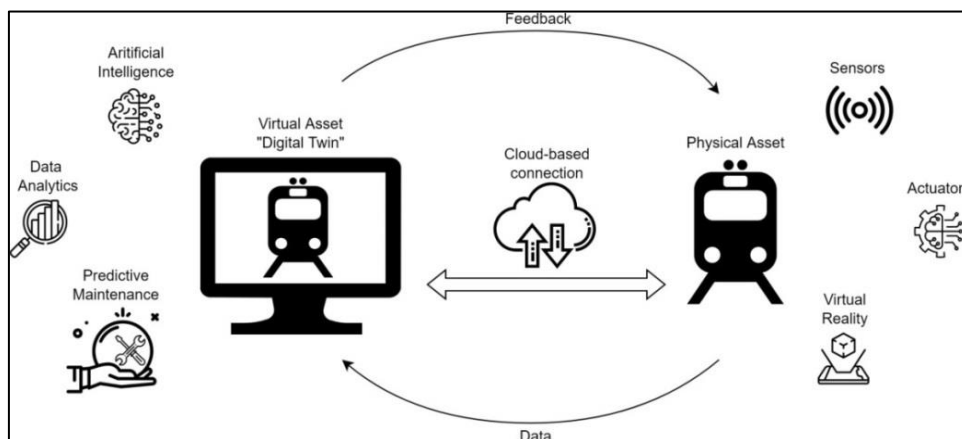 Feedback
Aritificial
Intelligence
Sensors
Virtual Asset
"Digital Twin"
Physical Asset
Cloud-based
connection
Data
Analytics
Actuator
Predictive
Maintenance
Virtual
Reality
Data